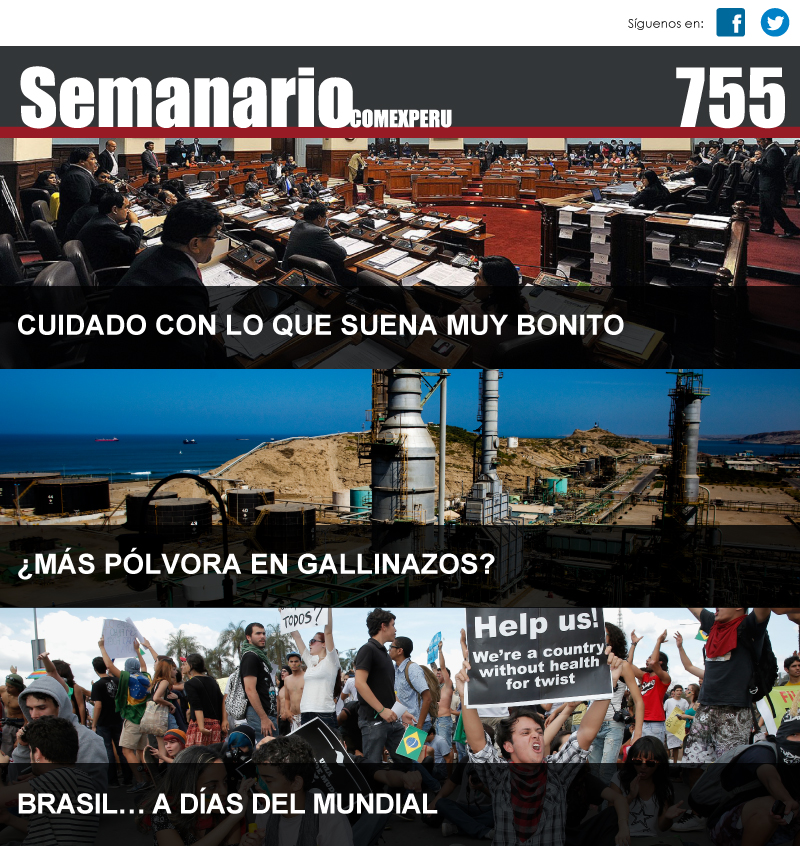 Síguenos en:
Semanario COMEXPERU
755
CUIDADO CON LO QUE SUENA MUY BONITO
¿MÁS PÓLVORA EN GALLINAZOS?
TODOS?
Help us!
We're a country
without health
for twist
BRASIL... A DÍAS DEL MUNDIAL